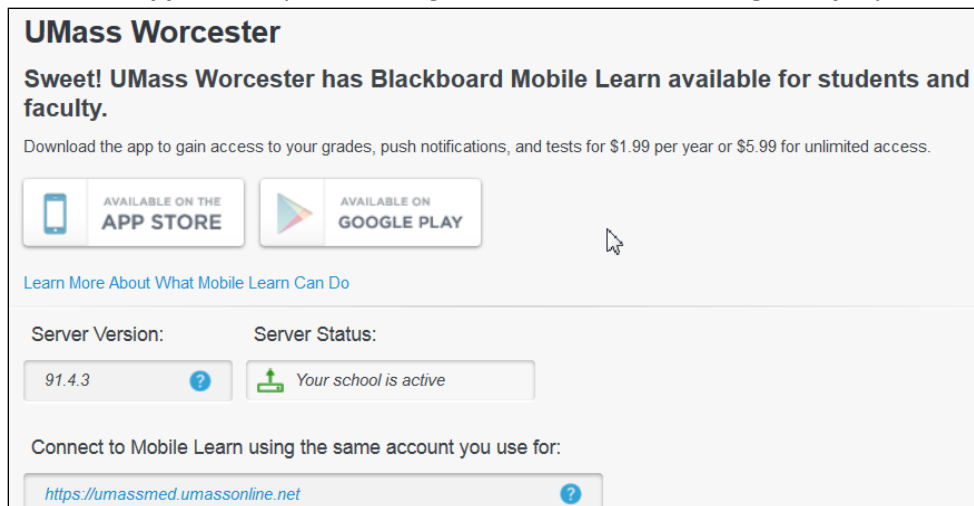 UMass Worcester
Sweet! UMass Worcester has Blackboard Mobile Learn available for students and
faculty.
Download the app to gain access to your grades, push notifications, and tests for $1.99 per year or $5.99 for unlimited access.
AVAILABLE ON THE
APP STORE
AVAILABLE ON
GOOGLE PLAY
Learn More About What Mobile Learn Can Do
Server Version: Server Status:
91.4.3 ? Your school is active
Connect to Mobile Learn using the same account you use for:
https://umassmed.umassonline.net ?